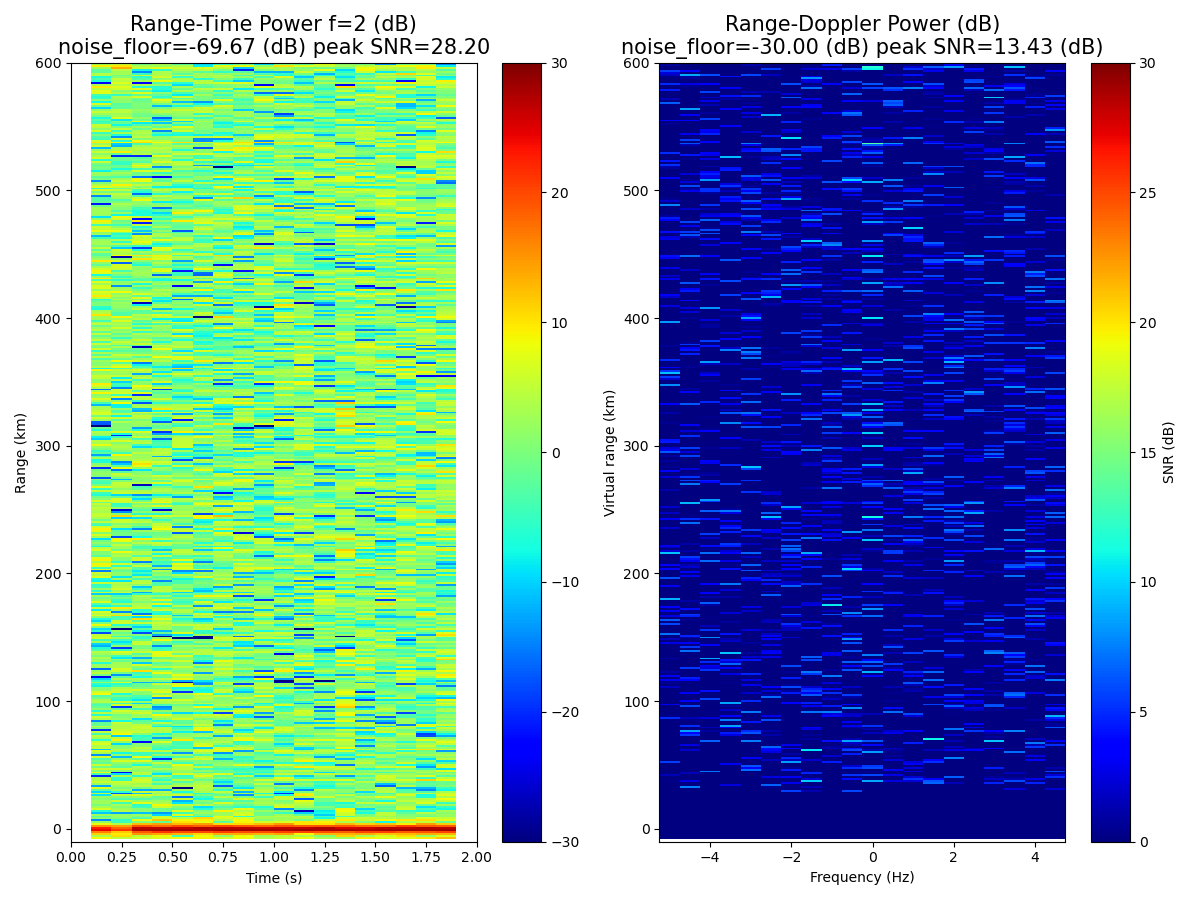 Range-Time Power f=2 (dB)
noise_floor=-69.67 (dB) peak SNR=28.20
600
500
400
300
200
100
0
Range (km)
0.00 0.25 0.50 0.75 1.00 1.25 1.50 1.75 2.00
Time (s)
30
20
10
0
−10
−20
−30
Range-Doppler Power (dB)
noise_floor=-30.00 (dB) peak SNR=13.43 (dB)
600
500
400
300
200
100
0
Virtual range (km)
−4 −2 0 2 4
Frequency (Hz)
30
25
20
15
10
5
0
SNR (dB)